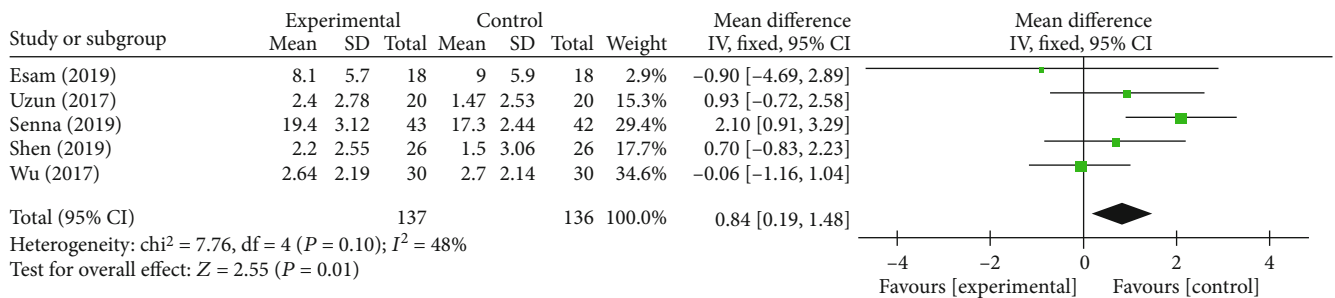 Experimental Control Mean difference Mean difference
Study or subgroup Mean SD Total Mean SD Total Weight IV, fixed, 95% CI IV, fixed, 95% CI
Esam (2019) 8.1 5.7 18 9 5.9 18 2.9% –0.90 [–4.69, 2.89]
Uzun (2017) 2.4 2.78 20 1.47 2.53 20 15.3% 0.93 [–0.72, 2.58]
Senna (2019) 19.4 3.12 43 17.3 2.44 42 29.4% 2.10 [0.91, 3.29]
Shen (2019) 2.2 2.55 26 1.5 3.06 26 17.7% 0.70 [–0.83, 2.23]
Wu (2017) 2.64 2.19 30 2.7 2.14 30 34.6% –0.06 [–1.16, 1.04]
Total (95% CI) 137 136 100.0% 0.84 [0.19, 1.48]
Heterogeneity: chi² = 7.76, df = 4 (P = 0.10); I² = 48%
Test for overall effect: Z = 2.55 (P = 0.01)
–4 –2 0 2 4
Favours [experimental] Favours [control]